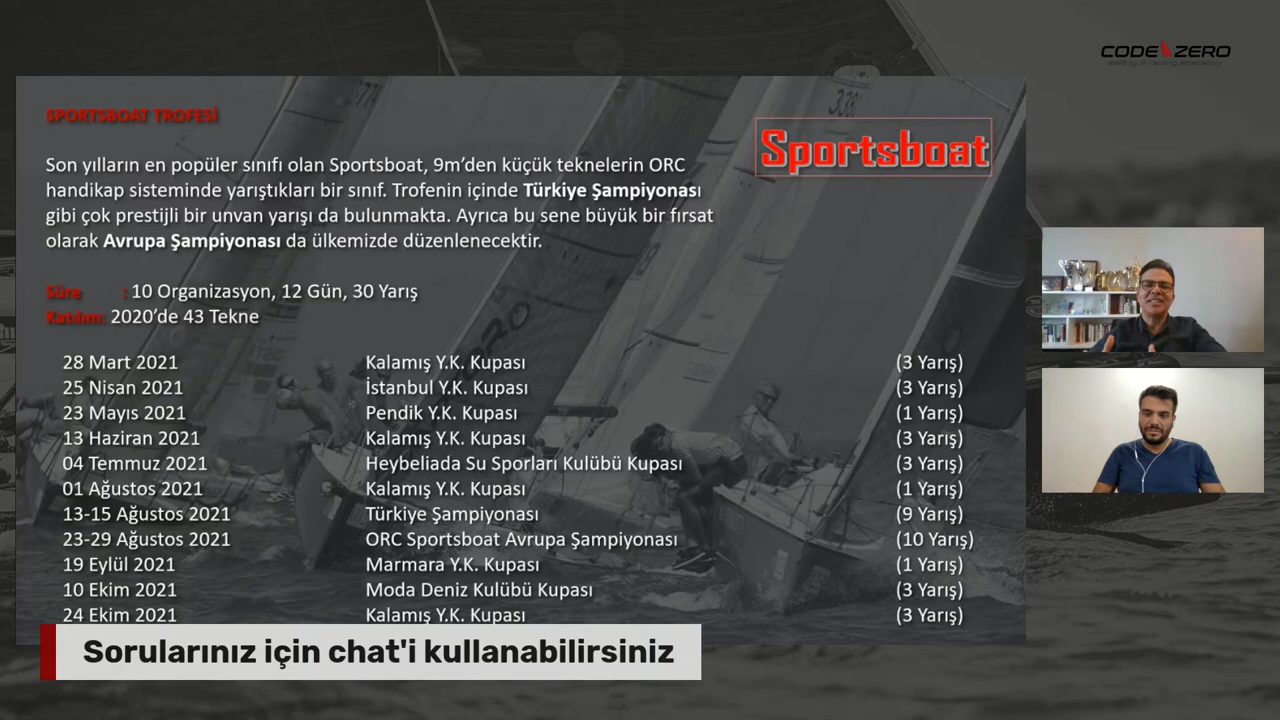 CODE ZERO
sailing & racing academy
SPORTSBOAT TROFESİ
Sportsboat
Son yılların en popüler sınıfı olan Sportsboat, 9m'den küçük teknelerin ORC
handikap sisteminde yarıştıkları bir sınıf. Trofenin içinde Türkiye Şampiyonası
gibi çok prestijli bir unvan yarışı da bulunmakta. Ayrıca bu sene büyük bir fırsat
olarak Avrupa Şampiyonası da ülkemizde düzenlenecektir.
Süre : 10 Organizasyon, 12 Gün, 30 Yarış
Katılım: 2020'de 43 Tekne
28 Mart 2021 Kalamış Y.K. Kupası (3 Yarış)
25 Nisan 2021 İstanbul Y.K. Kupası (3 Yarış)
23 Mayıs 2021 Pendik Y.K. Kupası (1 Yarış)
13 Haziran 2021 Kalamış Y.K. Kupası (3 Yarış)
04 Temmuz 2021 Heybeliada Su Sporları Kulübü Kupası (3 Yarış)
01 Ağustos 2021 Kalamış Y.K. Kupası (1 Yarış)
13-15 Ağustos 2021 Türkiye Şampiyonası (9 Yarış)
23-29 Ağustos 2021 ORC Sportsboat Avrupa Şampiyonası (10 Yarış)
19 Eylül 2021 Marmara Y.K. Kupası (1 Yarış)
10 Ekim 2021 Moda Deniz Kulübü Kupası (3 Yarış)
24 Ekim 2021 Kalamış Y.K. Kupası (3 Yarış)
Sorularınız için chat'i kullanabilirsiniz